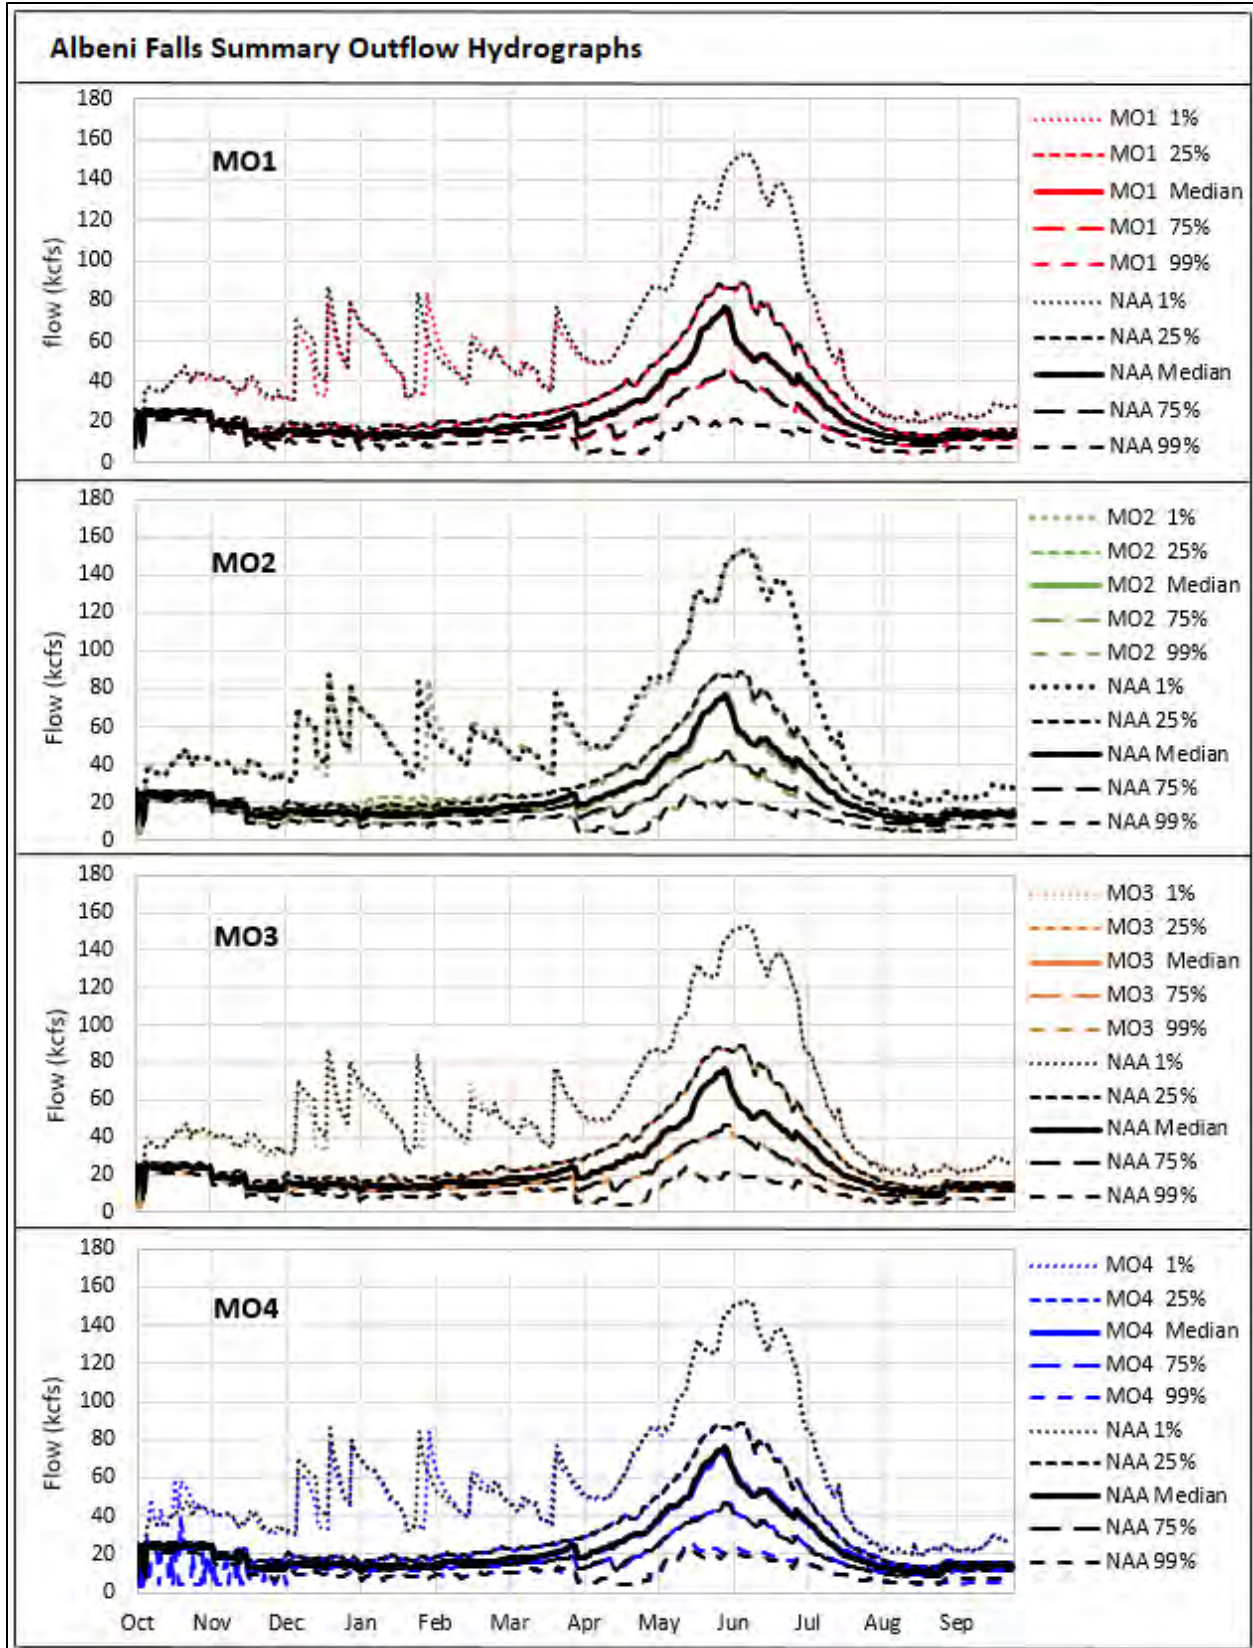 Albeni Falls Summary Outflow Hydrographs
180
160
140
120
100
80
60
40
20
0
flow (kcfs)
MO1
MO1 1%
MO1 25%
MO1 Median
MO1 75%
MO1 99%
NAA 1%
NAA 25%
NAA Median
NAA 75%
NAA 99%
180
160
140
120
100
80
60
40
20
0
Flow (kcfs)
MO2
MO2 1%
MO2 25%
MO2 Median
MO2 75%
MO2 99%
NAA 1%
NAA 25%
NAA Median
NAA 75%
NAA 99%
180
160
140
120
100
80
60
40
20
0
Flow (kcfs)
MO3
MO3 1%
MO3 25%
MO3 Median
MO3 75%
MO3 99%
NAA 1%
NAA 25%
NAA Median
NAA 75%
NAA 99%
180
160
140
120
100
80
60
40
20
0
Flow (kcfs)
MO4
MO4 1%
MO4 25%
MO4 Median
MO4 75%
MO4 99%
NAA 1%
NAA 25%
NAA Median
NAA 75%
NAA 99%
Oct Nov Dec Jan Feb Mar Apr May Jun Jul Aug Sep